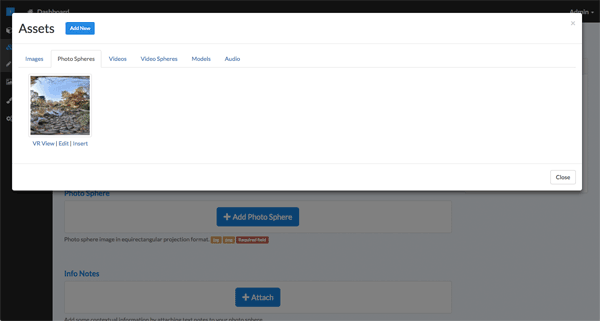 Dashboard
Admin
Assets Add New ×
Images Photo Spheres Videos Video Spheres Models Audio
VR View | Edit | Insert
Close
Photo Sphere
+ Add Photo Sphere
Photo sphere image in equirectangular projection format. jpg png Required field
Info Notes
+ Attach
Add some contextual information by attaching text notes to your photo sphere